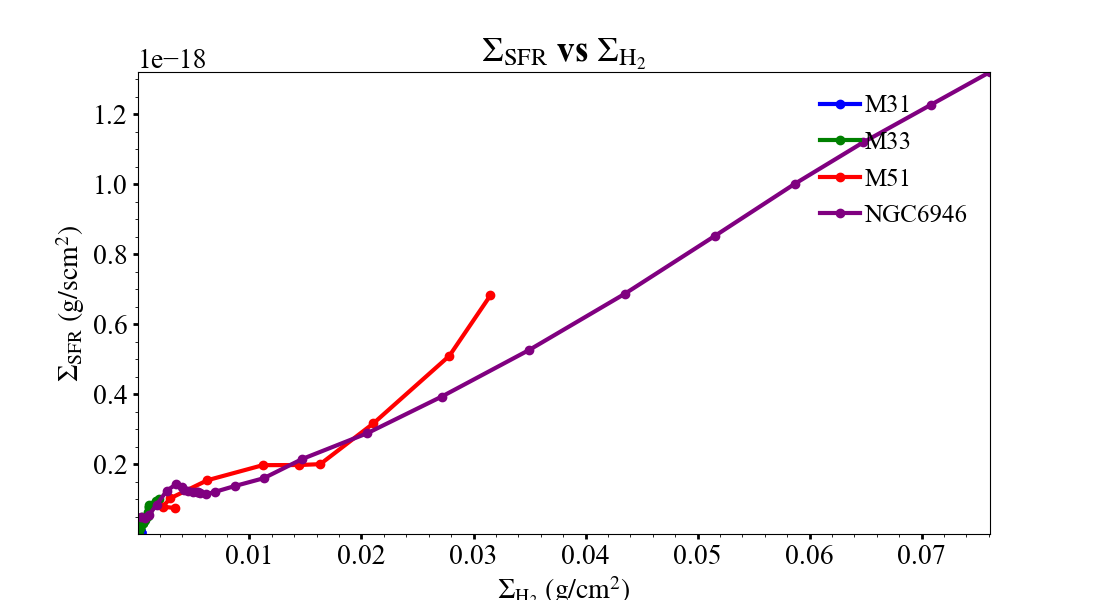 Σ_SFR vs Σ_H₂
1e−18
1.2
1.0
0.8
0.6
0.4
0.2
Σ_SFR (g/scm²)
M31
M33
M51
NGC6946
0.01 0.02 0.03 0.04 0.05 0.06 0.07
Σ_H₂ (g/cm²)